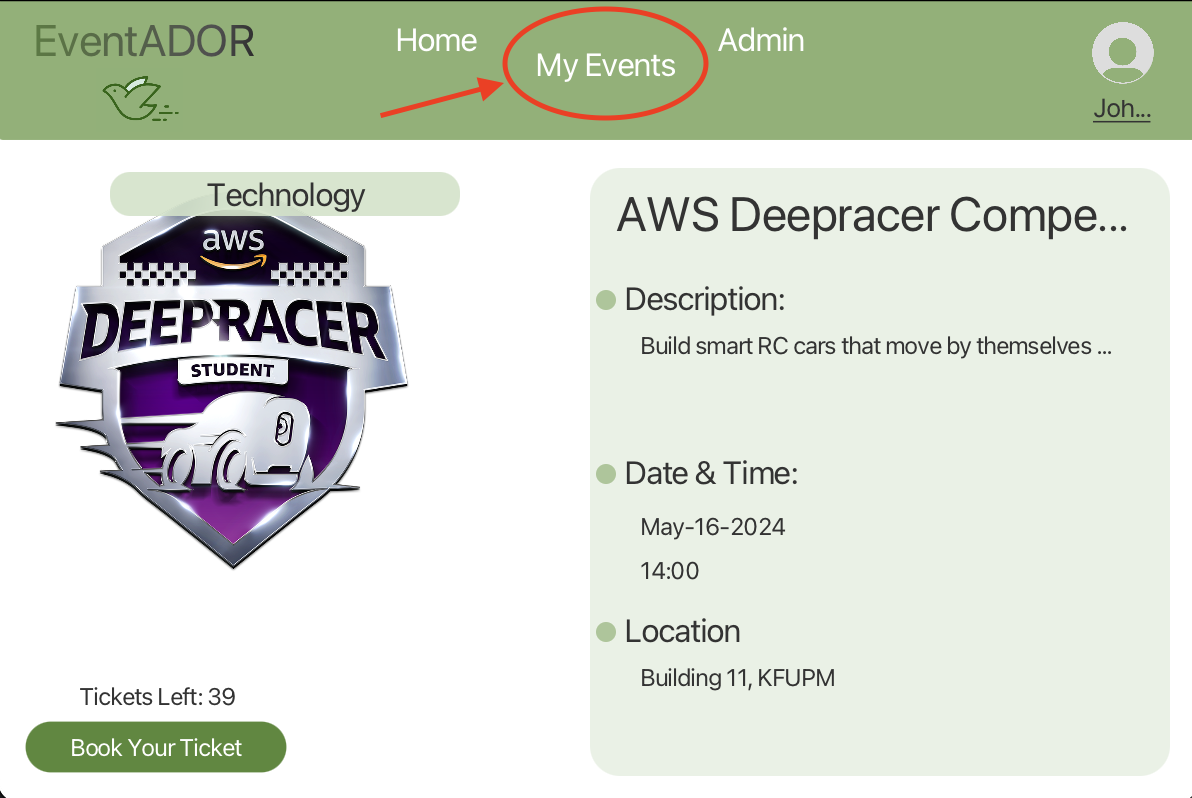 EventADOR
Home
My Events
Admin
Joh...
Technology
aws
DEEPRACER
STUDENT
Tickets Left: 39
Book Your Ticket
AWS Deepracer Compe...
Description:
Build smart RC cars that move by themselves ...
Date & Time:
May-16-2024
14:00
Location
Building 11, KFUPM